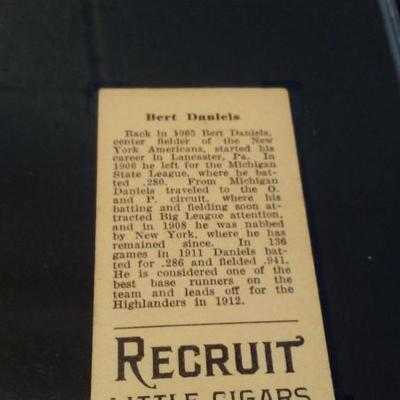 Bert Daniels
Back in 1905 Bert Daniels,
center fielder of the New
York Americans, started his
career in Lancaster, Pa. In
1906 he left for the Michigan
State League, where he bat-
ted .280. From Michigan
Daniels traveled to the O.
and P. circuit, where his
batting and fielding soon at-
tracted Big League attention,
and in 1908 he was nabbed
by New York, where he has
remained since. In 136
games in 1911 Daniels bat-
ted for .286 and fielded .941.
He is considered one of the
best base runners on the
team and leads off for the
Highlanders in 1912.
RECRUIT
LITTLE CIGARS